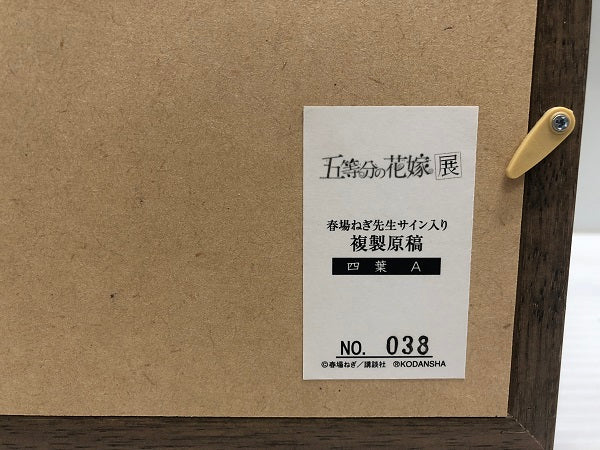 五等分の花嫁 展
春場ねぎ先生サイン入り
複製原稿
四葉 A
NO. 038
©春場ねぎ／講談社 ®KODANSHA